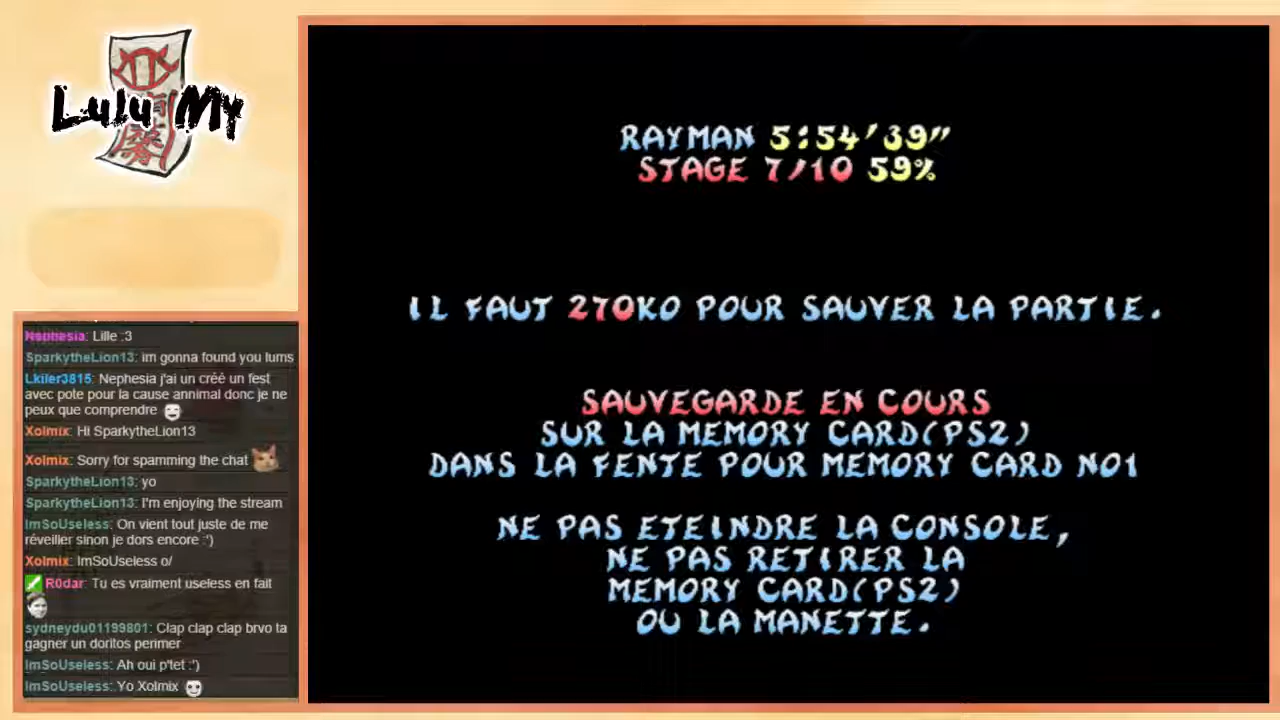 LuLu My
RAYMAN 5:54'39"
STAGE 7/10 59%
IL FAUT 270KO POUR SAUVER LA PARTIE.
SAUVEGARDE EN COURS
SUR LA MEMORY CARD(PS2)
DANS LA FENTE POUR MEMORY CARD NO1
NE PAS ETEINDRE LA CONSOLE,
NE PAS RETIRER LA
MEMORY CARD(PS2)
OU LA MANETTE.
Nephesia: Lille :3
SparkytheLion13: im gonna found you lums
Lkiler3815: Nephesia j'ai un créé un fest
avec pote pour la cause annimal donc je ne
peux que comprendre
Xolmix: Hi SparkytheLion13
Xolmix: Sorry for spamming the chat
SparkytheLion13: yo
SparkytheLion13: I'm enjoying the stream
ImSoUseless: On vient tout juste de me
réveiller sinon je dors encore :')
Xolmix: ImSoUseless o/
R0dar: Tu es vraiment useless en fait
sydneydu01199801: Clap clap clap brvo ta
gagner un doritos perimer
ImSoUseless: Ah oui p'tet :')
ImSoUseless: Yo Xolmix